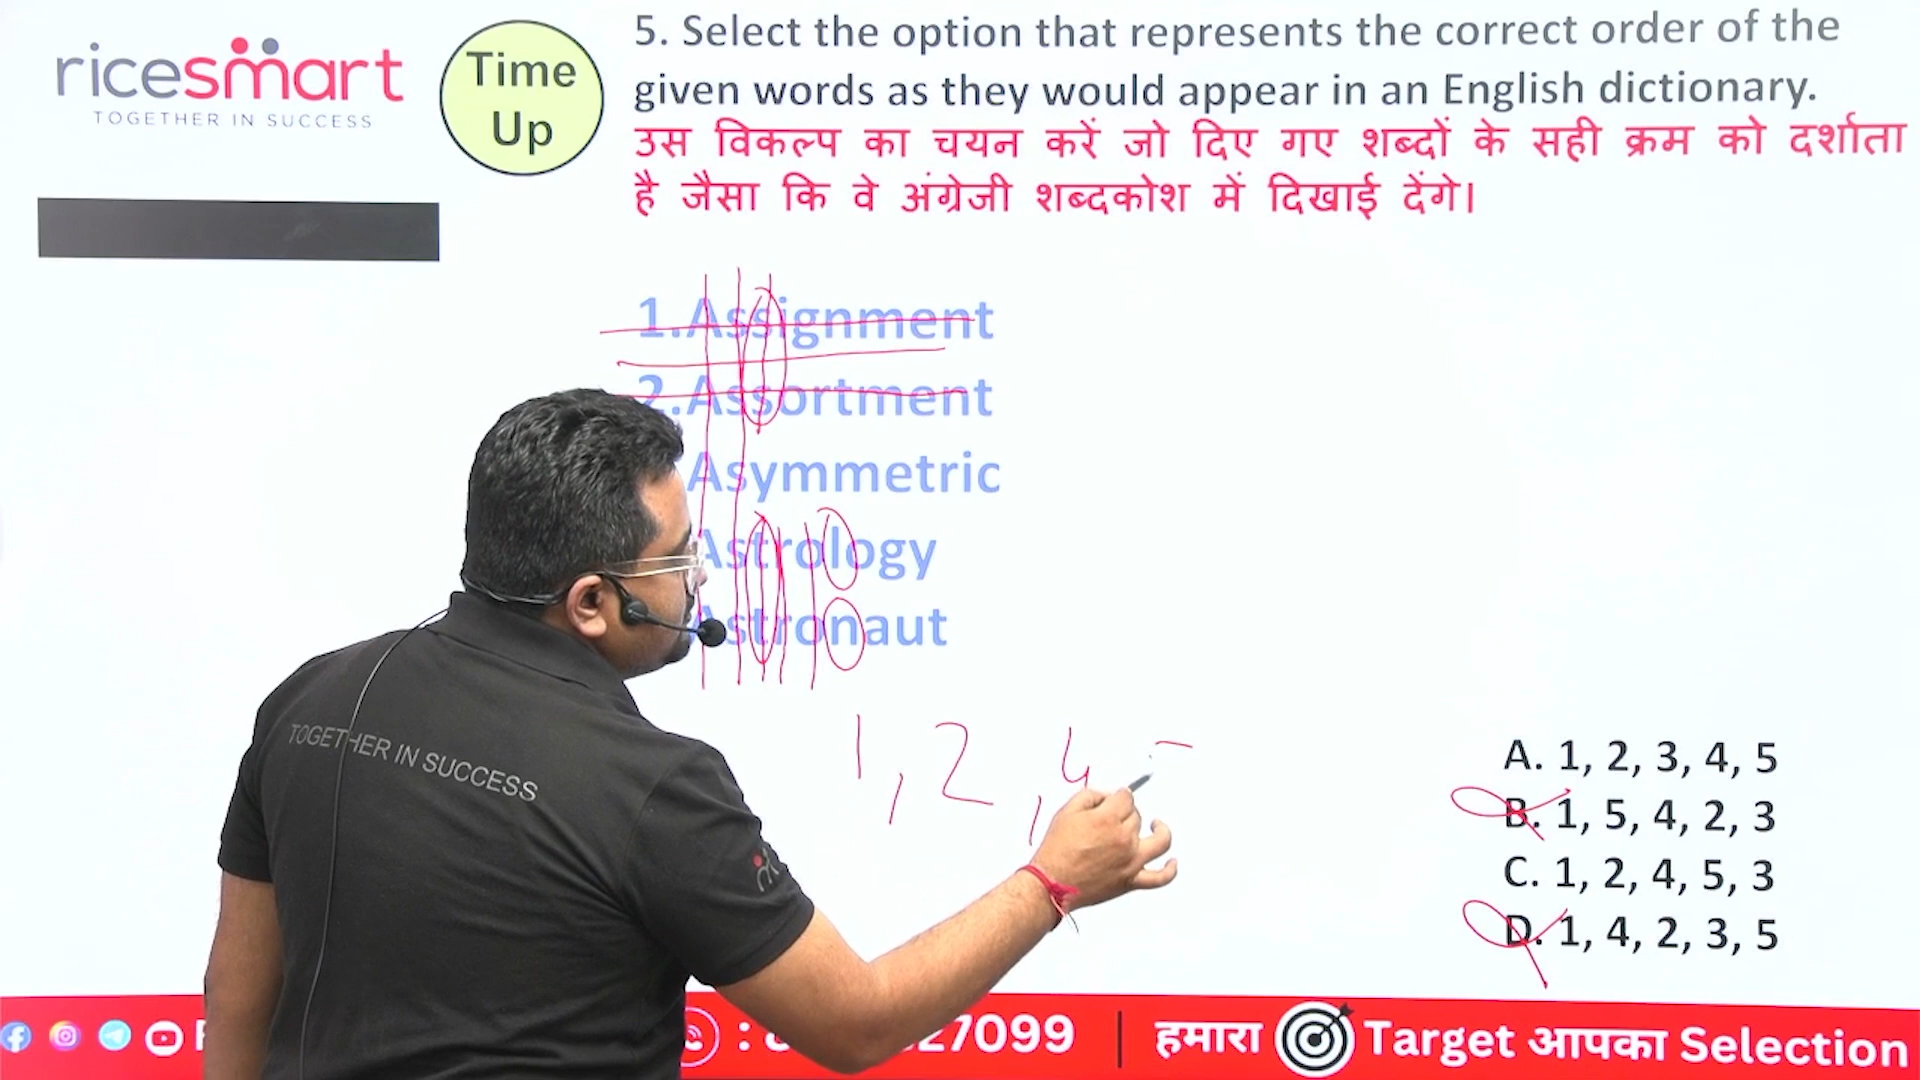 ricesmart
TOGETHER IN SUCCESS
Time
Up
5. Select the option that represents the correct order of the
given words as they would appear in an English dictionary.
उस विकल्प का चयन करें जो दिए गए शब्दों के सही क्रम को दर्शाता
है जैसा कि वे अंग्रेजी शब्दकोश में दिखाई देंगे।
1.Assignment
2.Assortment
Asymmetric
Astrology
Astronaut
1, 2, 4
A. 1, 2, 3, 4, 5
B. 1, 5, 4, 2, 3
C. 1, 2, 4, 5, 3
D. 1, 4, 2, 3, 5
TOGETHER IN SUCCESS
27099 | हमारा Target आपका Selection